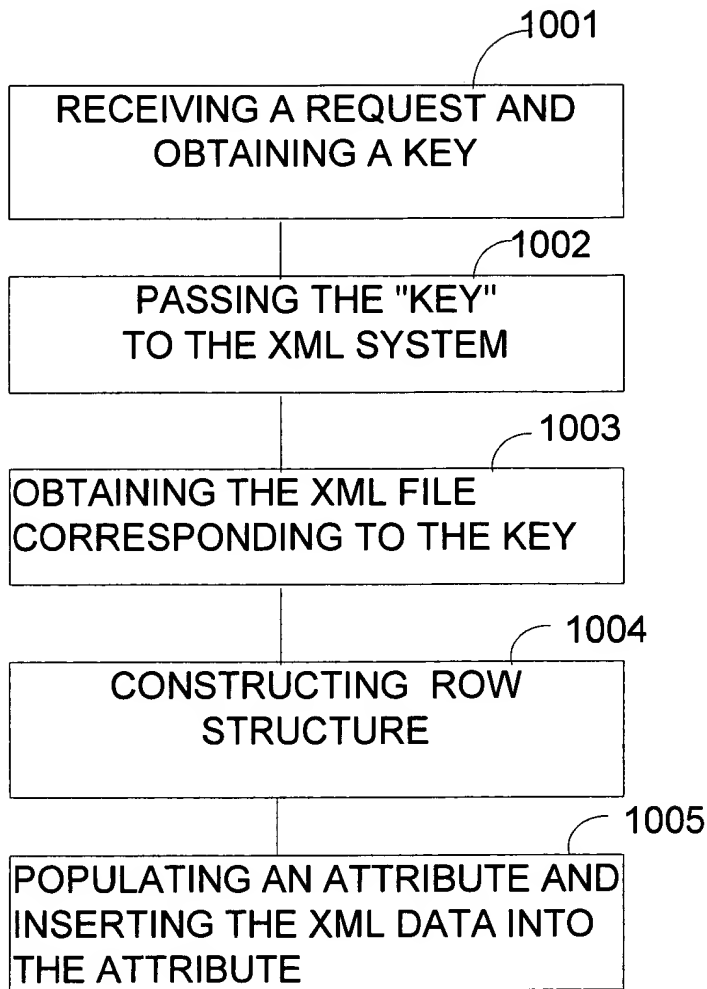 1001
RECEIVING A REQUEST AND
OBTAINING A KEY
1002
PASSING THE "KEY"
TO THE XML SYSTEM
1003
OBTAINING THE XML FILE
CORRESPONDING TO THE KEY
1004
CONSTRUCTING ROW
STRUCTURE
1005
POPULATING AN ATTRIBUTE AND
INSERTING THE XML DATA INTO
THE ATTRIBUTE